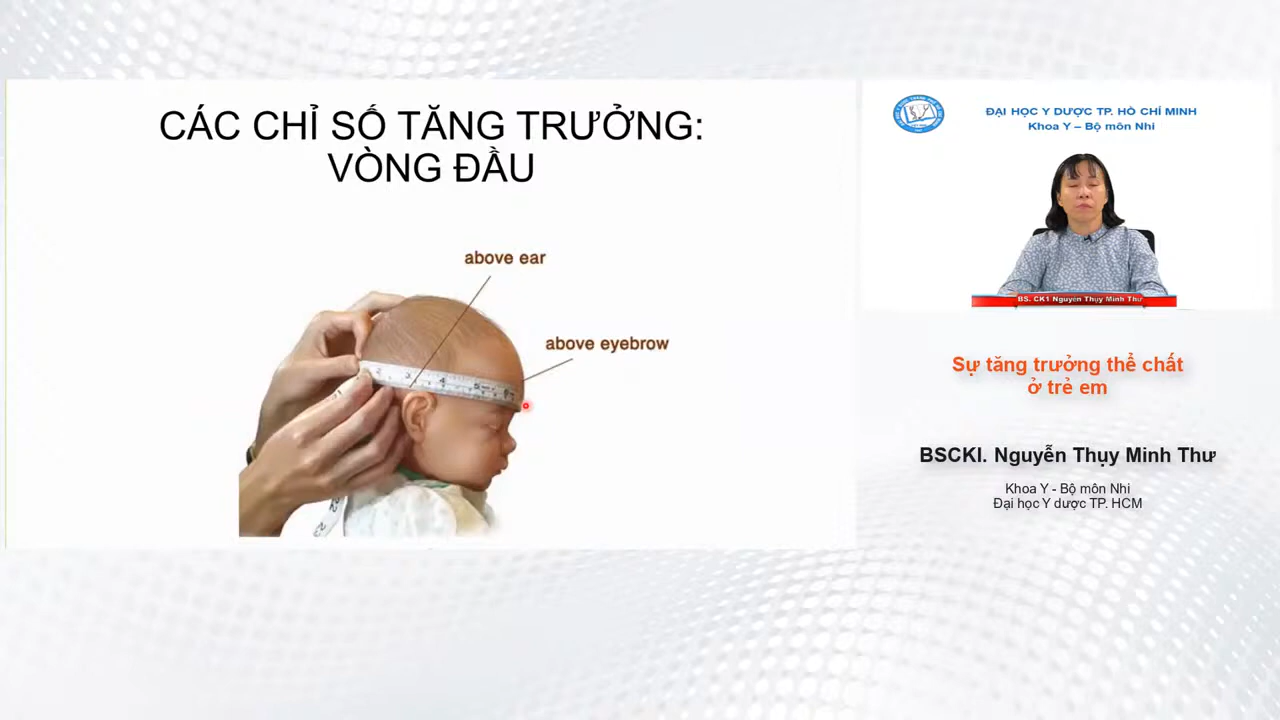 CÁC CHỈ SỐ TĂNG TRƯỞNG:
VÒNG ĐẦU
above ear
above eyebrow
ĐẠI HỌC Y DƯỢC TP. HỒ CHÍ MINH
Khoa Y – Bộ môn Nhi
BS. CK1 Nguyễn Thụy Minh Thư
Sự tăng trưởng thể chất
ở trẻ em
BSCKI. Nguyễn Thụy Minh Thư
Khoa Y - Bộ môn Nhi
Đại học Y dược TP. HCM